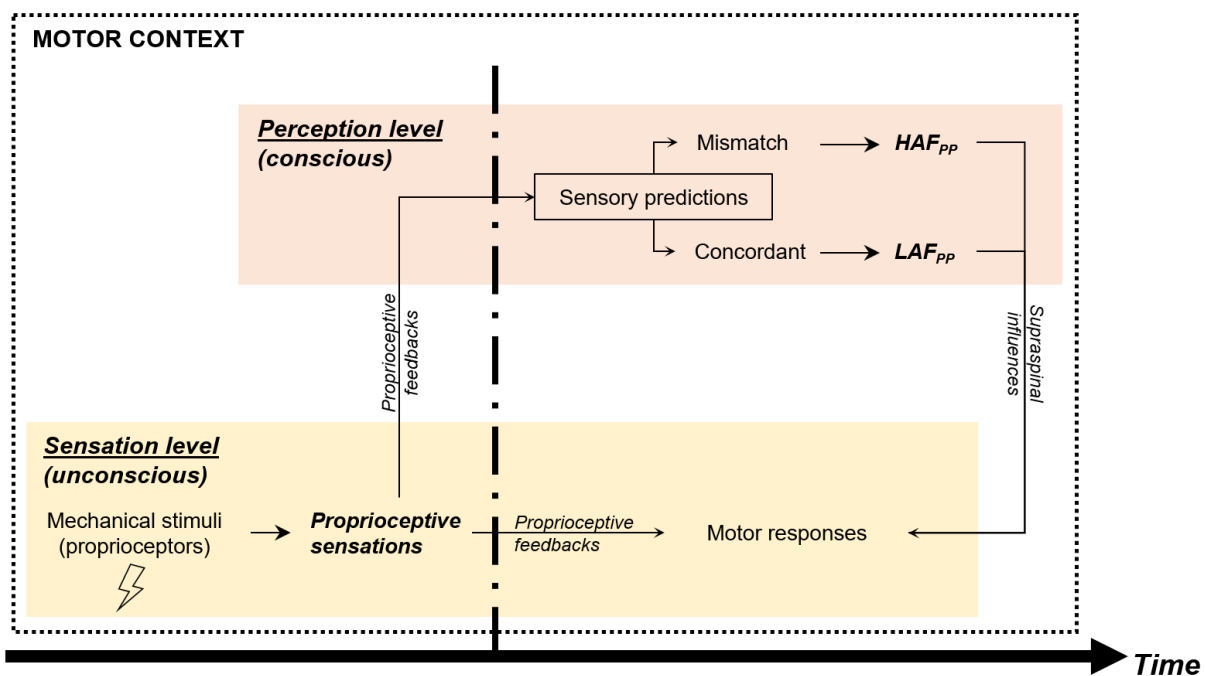 MOTOR CONTEXT
Perception level
(conscious)
Mismatch
HAFPP
Sensory predictions
Concordant
LAFPP
Proprioceptive
feedbacks
Supraspinal
influences
Sensation level
(unconscious)
Mechanical stimuli
(proprioceptors)
Proprioceptive
sensations
Proprioceptive
feedbacks
Motor responses
Time